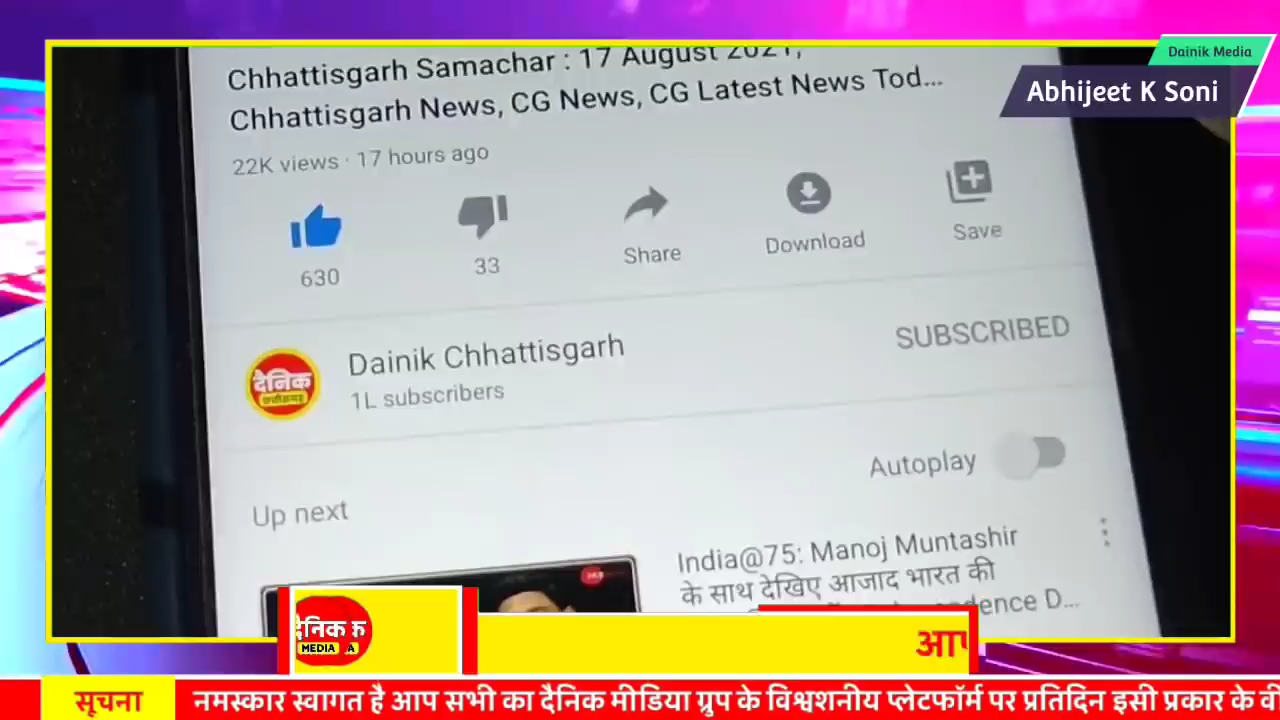 Dainik Media
Abhijeet K Soni
Chhattisgarh Samachar : 17 August 2021,
Chhattisgarh News, CG News, CG Latest News Tod...
22K views · 17 hours ago
630
33
Share
Download
Save
दैनिक
छत्तीसगढ़
Dainik Chhattisgarh
1L subscribers
SUBSCRIBED
Autoplay
Up next
India@75: Manoj Muntashir
के साथ देखिए आजाद भारत की
D...
MEDIA
सूचना
नमस्कार स्वागत है आप सभी का दैनिक मीडिया ग्रुप के विश्वशनीय प्लेटफॉर्म पर प्रतिदिन इसी प्रकार के